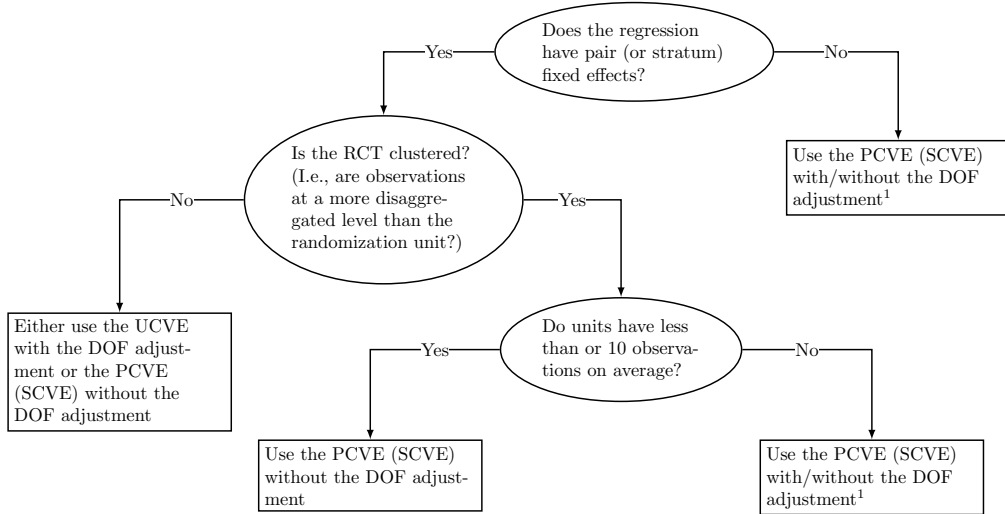 Does the regression
have pair (or stratum)
fixed effects?
Yes
No
Is the RCT clustered?
(I.e., are observations
at a more disaggre-
gated level than the
randomization unit?)
Use the PCVE (SCVE)
with/without the DOF
adjustment1
No
Yes
Either use the UCVE
with the DOF adjust-
ment or the PCVE
(SCVE) without the
DOF adjustment
Do units have less
than or 10 observa-
tions on average?
Yes
No
Use the PCVE (SCVE)
without the DOF adjust-
ment
Use the PCVE (SCVE)
with/without the DOF
adjustment1